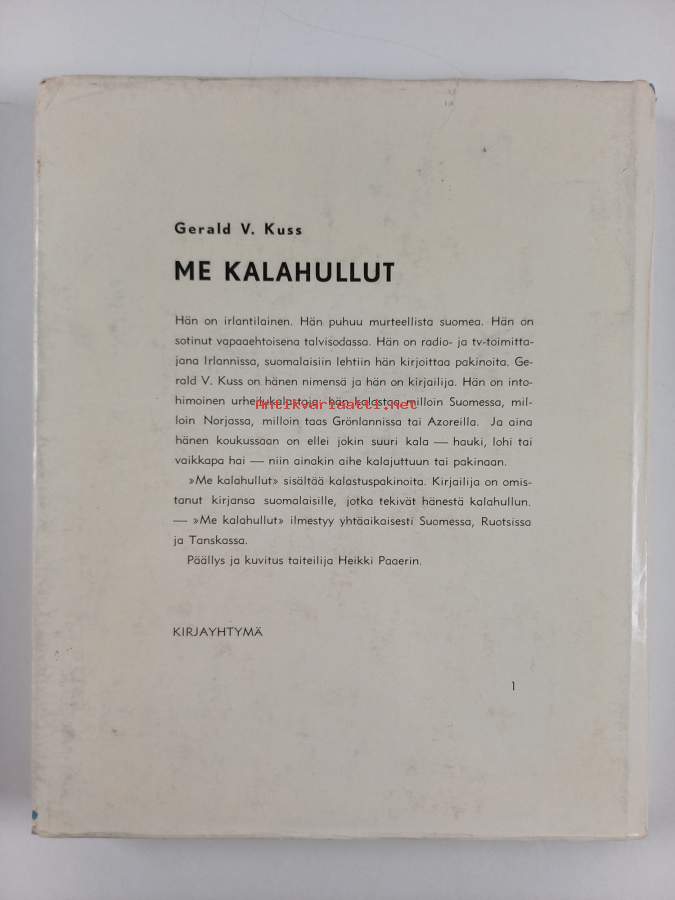 Gerald V. Kuss
ME KALAHULLUT
Hän on irlantilainen. Hän puhuu murteellista suomea. Hän on
sotinut vapaaehtoisena talvisodassa. Hän on radio- ja tv-toimitta-
jana Irlannissa, suomalaisiin lehtiin hän kirjoittaa pakinoita. Ge-
rald V. Kuss on hänen nimensä ja hän on kirjailija. Hän on into-
himoinen urheilukalastaja: hän kalastaa milloin Suomessa, mil-
Antikvariaatti.net
loin Norjassa, milloin taas Grönlannissa tai Azoreilla. Ja aina
hänen koukussaan on ellei jokin suuri kala — hauki, lohi tai
vaikkapa hai — niin ainakin aihe kalajuttuun tai pakinaan.
»Me kalahullut» sisältää kalastuspakinoita. Kirjailija on omis-
tanut kirjansa suomalaisille, jotka tekivät hänestä kalahullun.
— »Me kalahullut» ilmestyy yhtäaikaisesti Suomessa, Ruotsissa
ja Tanskassa.
Päällys ja kuvitus taiteilija Heikki Paaerin.
KIRJAYHTYMÄ
1